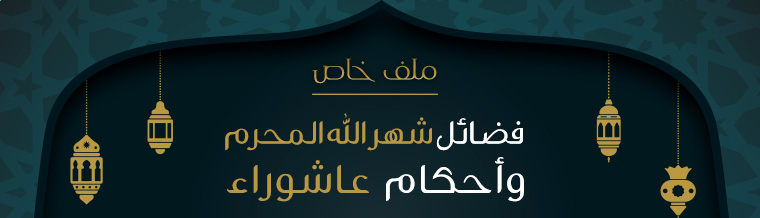 ملف خاص
فضائل شهر الله المحرم
وأحكام عاشوراء